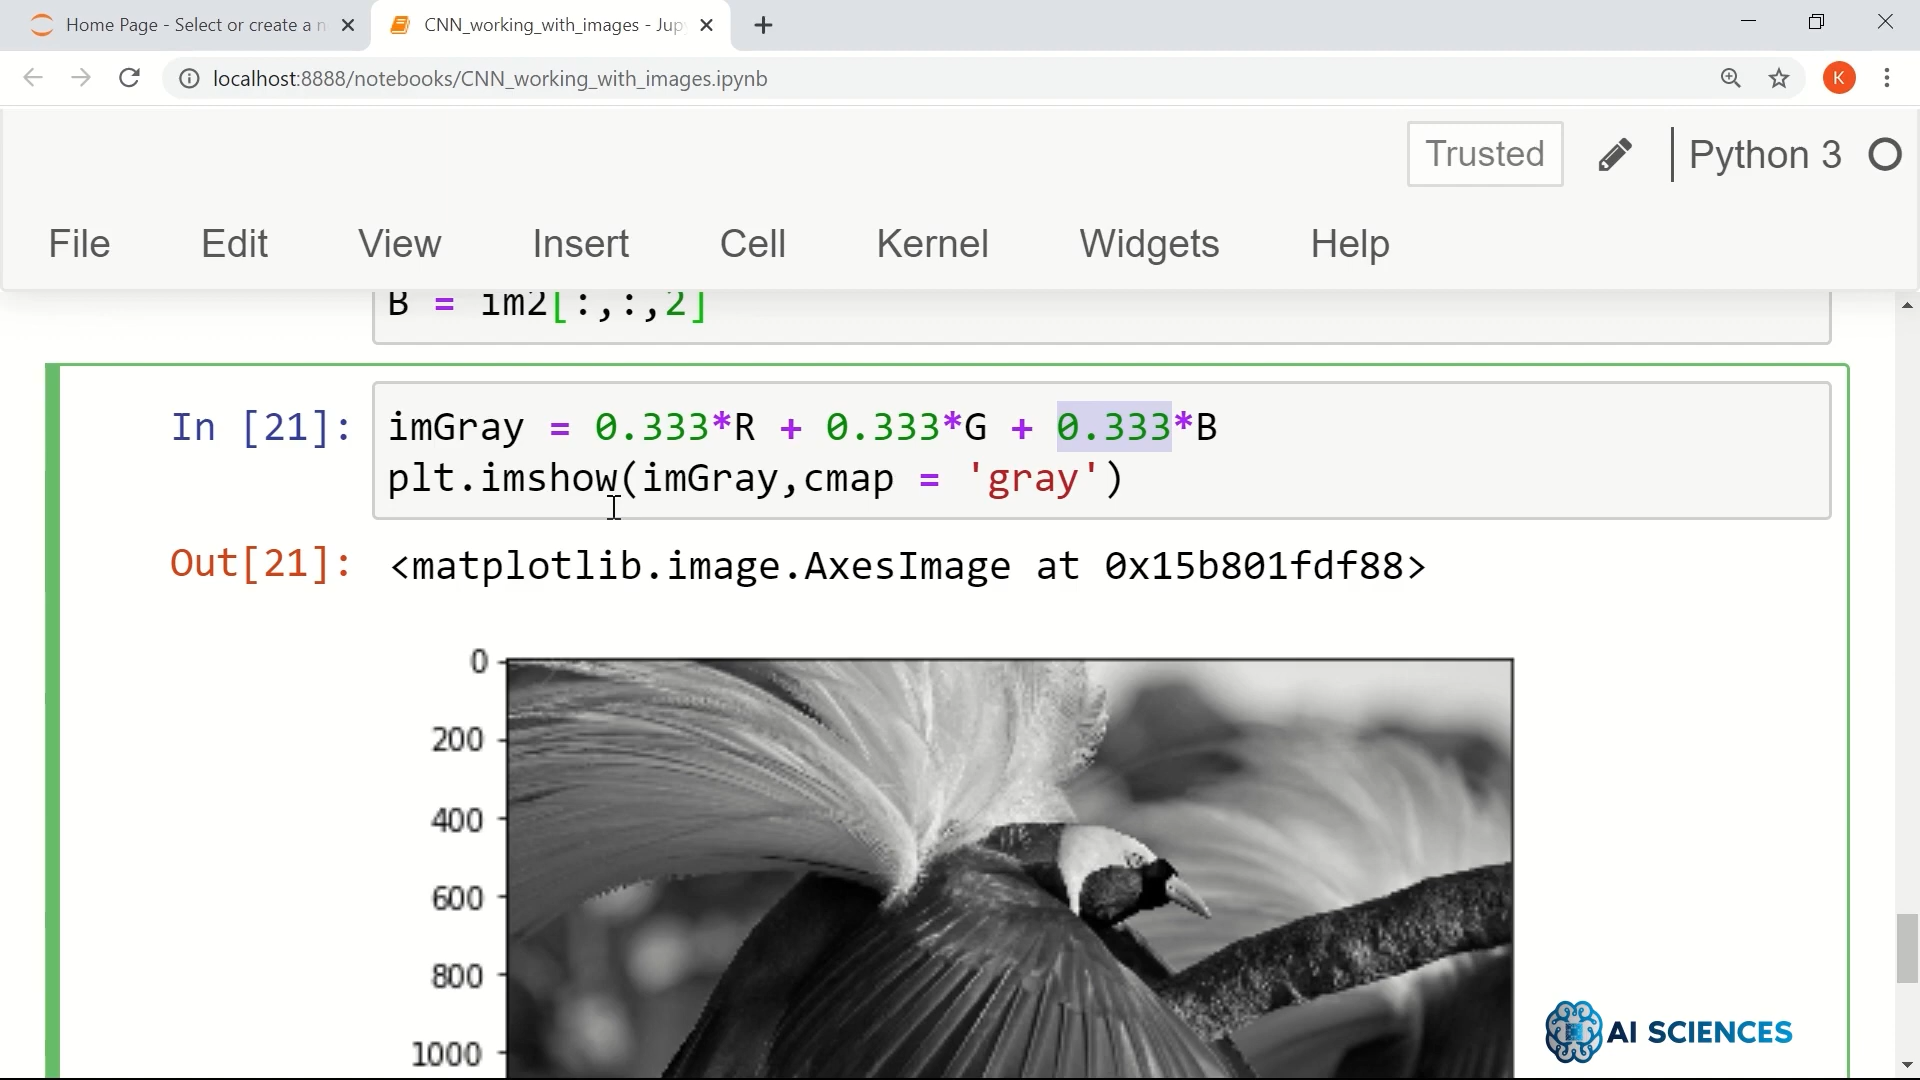 Home Page - Select or create a n
CNN_working_with_images - Jup
localhost:8888/notebooks/CNN_working_with_images.ipynb
K
Trusted
Python 3
File Edit View Insert Cell Kernel Widgets Help
B = im2[:,:,2]
In [21]: imGray = 0.333*R + 0.333*G + 0.333*B
plt.imshow(imGray,cmap = 'gray')
Out[21]: <matplotlib.image.AxesImage at 0x15b801fdf88>
0
200
400
600
800
1000
AI SCIENCES